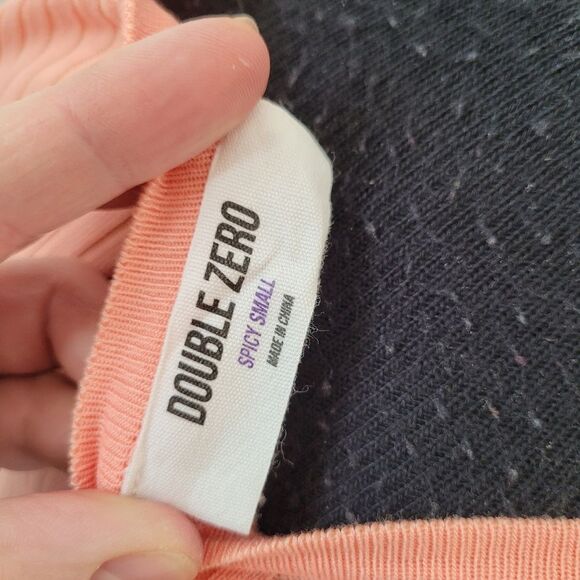 DOUBLE ZERO
SPICY SMALL
MADE IN CHINA